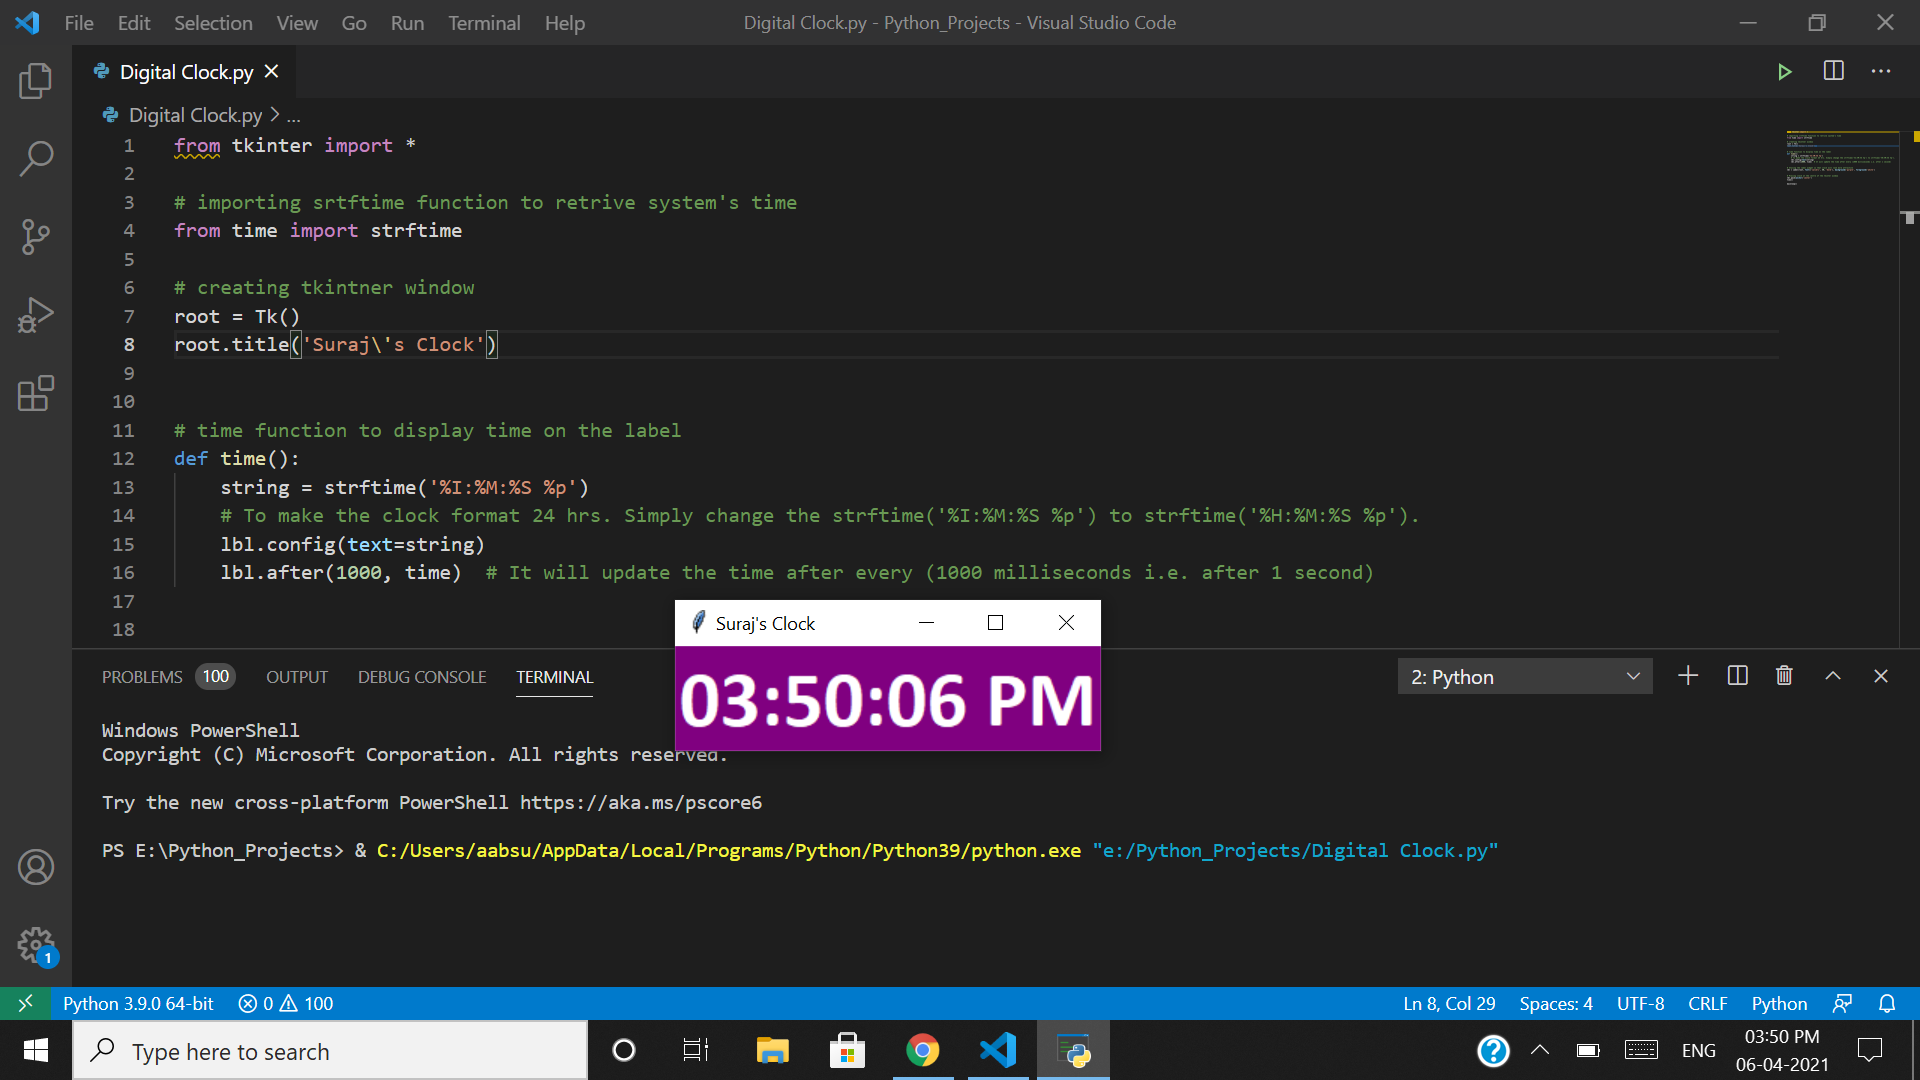 File Edit Selection View Go Run Terminal Help Digital Clock.py - Python_Projects - Visual Studio Code
Digital Clock.py
Digital Clock.py > ...
1 from tkinter import *
2
3 # importing srtftime function to retrive system's time
4 from time import strftime
5
6 # creating tkintner window
7 root = Tk()
8 root.title('Suraj\'s Clock')
9
10
11 # time function to display time on the label
12 def time():
13 string = strftime('%I:%M:%S %p')
14 # To make the clock format 24 hrs. Simply change the strftime('%I:%M:%S %p') to strftime('%H:%M:%S %p').
15 lbl.config(text=string)
16 lbl.after(1000, time) # It will update the time after every (1000 milliseconds i.e. after 1 second)
17
18
Suraj's Clock
03:50:06 PM
PROBLEMS 100 OUTPUT DEBUG CONSOLE TERMINAL 2: Python
Windows PowerShell
Copyright (C) Microsoft Corporation. All rights reserved.
Try the new cross-platform PowerShell https://aka.ms/pscore6
PS E:\Python_Projects> & C:/Users/aabsu/AppData/Local/Programs/Python/Python39/python.exe "e:/Python_Projects/Digital Clock.py"
1
Python 3.9.0 64-bit 0 100 Ln 8, Col 29 Spaces: 4 UTF-8 CRLF Python
Type here to search ENG 03:50 PM
06-04-2021